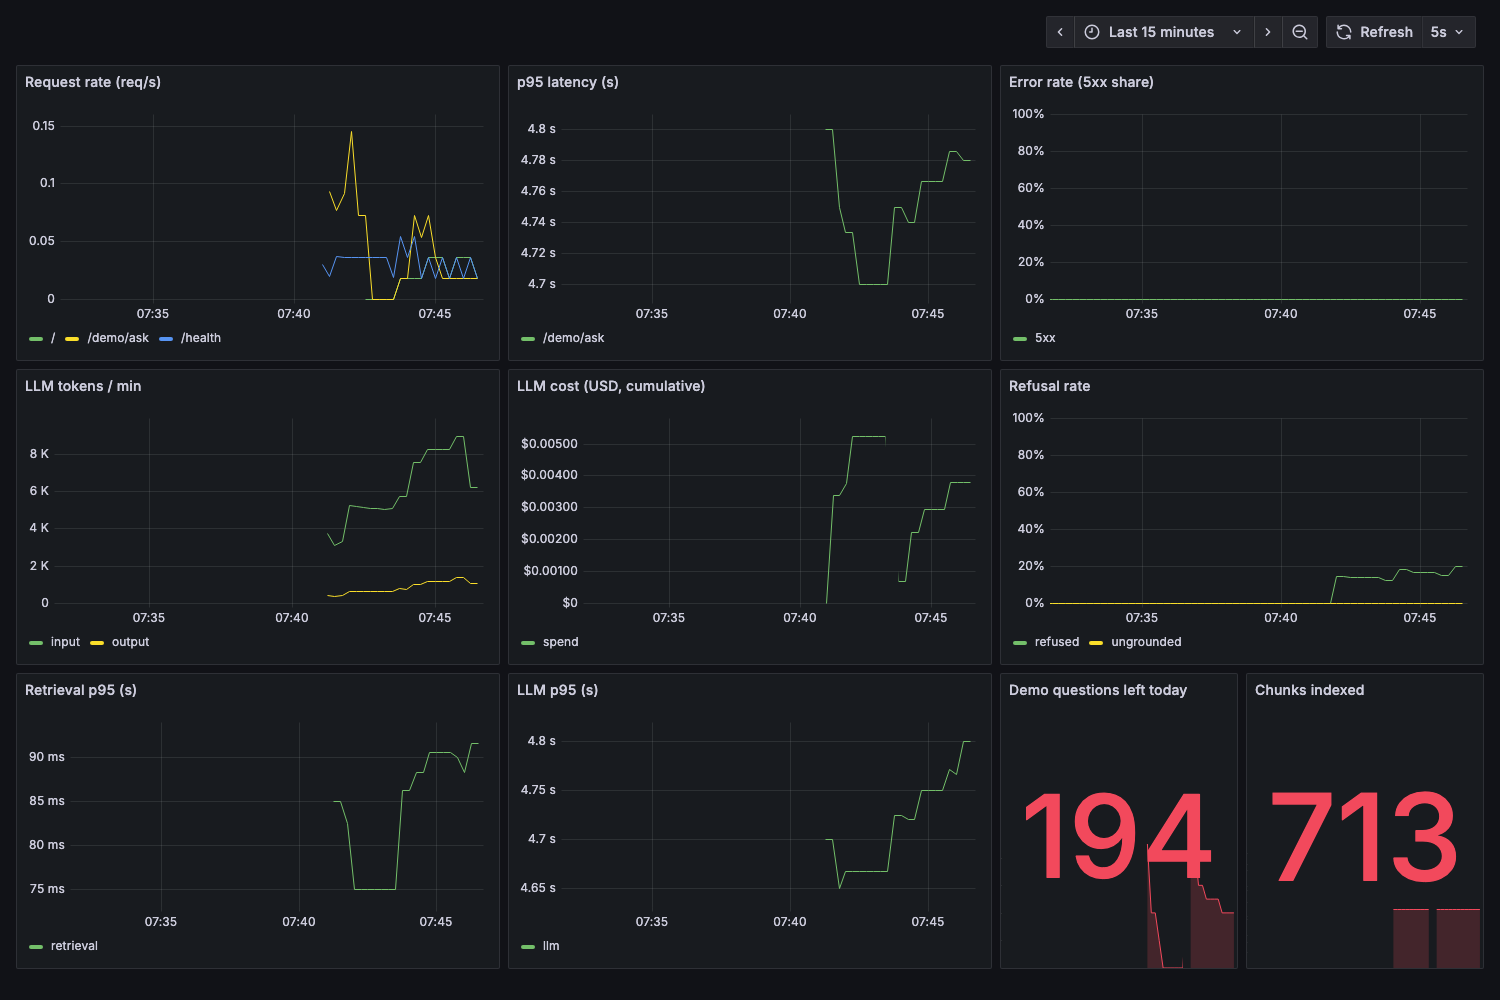 Last 15 minutes
Refresh
5s
Request rate (req/s)
0.15
0.1
0.05
0
07:35
07:40
07:45
/
/demo/ask
/health
p95 latency (s)
4.8 s
4.78 s
4.76 s
4.74 s
4.72 s
4.7 s
07:35
07:40
07:45
/demo/ask
Error rate (5xx share)
100%
80%
60%
40%
20%
0%
07:35
07:40
07:45
5xx
LLM tokens / min
8 K
6 K
4 K
2 K
0
07:35
07:40
07:45
input
output
LLM cost (USD, cumulative)
$0.00500
$0.00400
$0.00300
$0.00200
$0.00100
$0
07:35
07:40
07:45
spend
Refusal rate
100%
80%
60%
40%
20%
0%
07:35
07:40
07:45
refused
ungrounded
Retrieval p95 (s)
90 ms
85 ms
80 ms
75 ms
07:35
07:40
07:45
retrieval
LLM p95 (s)
4.8 s
4.75 s
4.7 s
4.65 s
07:35
07:40
07:45
llm
Demo questions left today
194
Chunks indexed
713